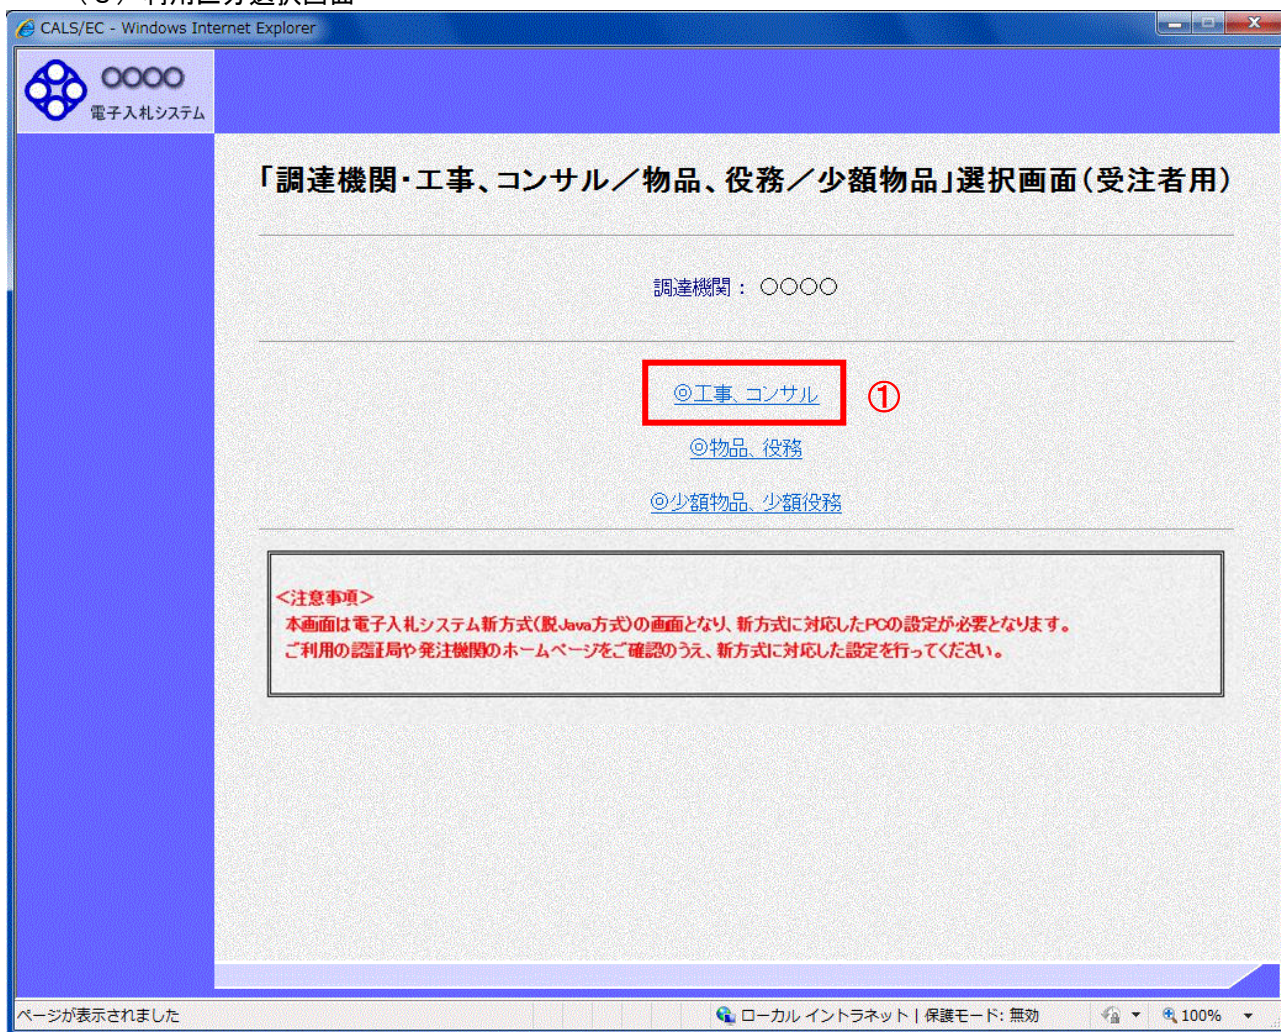 CALS/EC - Windows Internet Explorer
○○○○
電子入札システム
「調達機関・工事、コンサル／物品、役務／少額物品」選択画面(受注者用)
調達機関： ○○○○
◎工事、コンサル
①
◎物品、役務
◎少額物品、少額役務
<注意事項>
本画面は電子入札システム新方式(脱Java方式)の画面となり、新方式に対応したPCの設定が必要となります。
ご利用の認証局や発注機関のホームページをご確認のうえ、新方式に対応した設定を行ってください。
ページが表示されました
ローカル イントラネット | 保護モード: 無効
100%